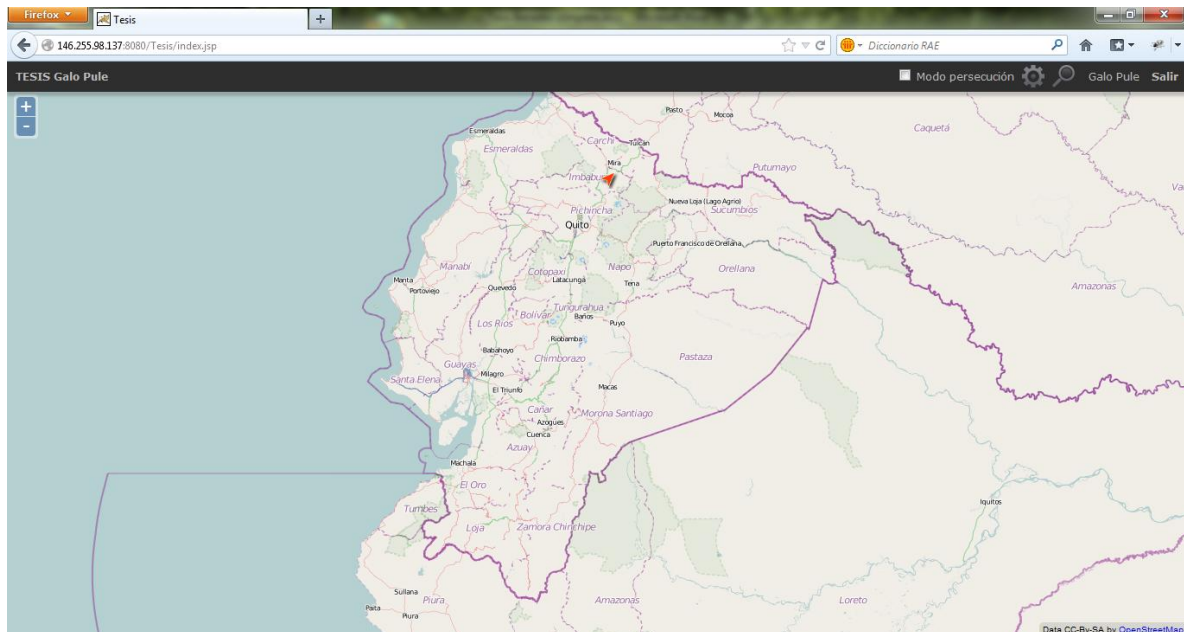 Firefox
Tesis
+
146.255.98.137:8080/Tesis/index.jsp
Diccionario RAE
TESIS Galo Pule
Modo persecución
Galo Pule
Salir
+
-
Pasto
Mocoa
Esmeraldas
Caquetá
Esmeraldas
Carchi
Tulcán
Mira
Putumayo
Imbabura
Nueva Loja (Lago Agrio)
Pichincha
Sucumbios
Quito
Puerto Francisco de Orellana
Manabí
Cotopaxi
Napo
Orellana
Manta
Latacunga
Tena
Amazonas
Portoviejo
Quevedo
Tungurahua
Bolívar
Baños
Los Ríos
Puyo
Riobamba
Babahoyo
Chimborazo
Pastaza
Guayas
Milagro
Santa Elena
El Triunfo
Macas
Cañar
Morona Santiago
Azogues
Cuenca
Azuay
Machala
El Oro
Iquitos
Tumbes
Loja
Zamora Chinchipe
Sullana
Piura
Amazonas
Loreto
Paita
Piura
Data CC-By-SA by OpenStreetMap